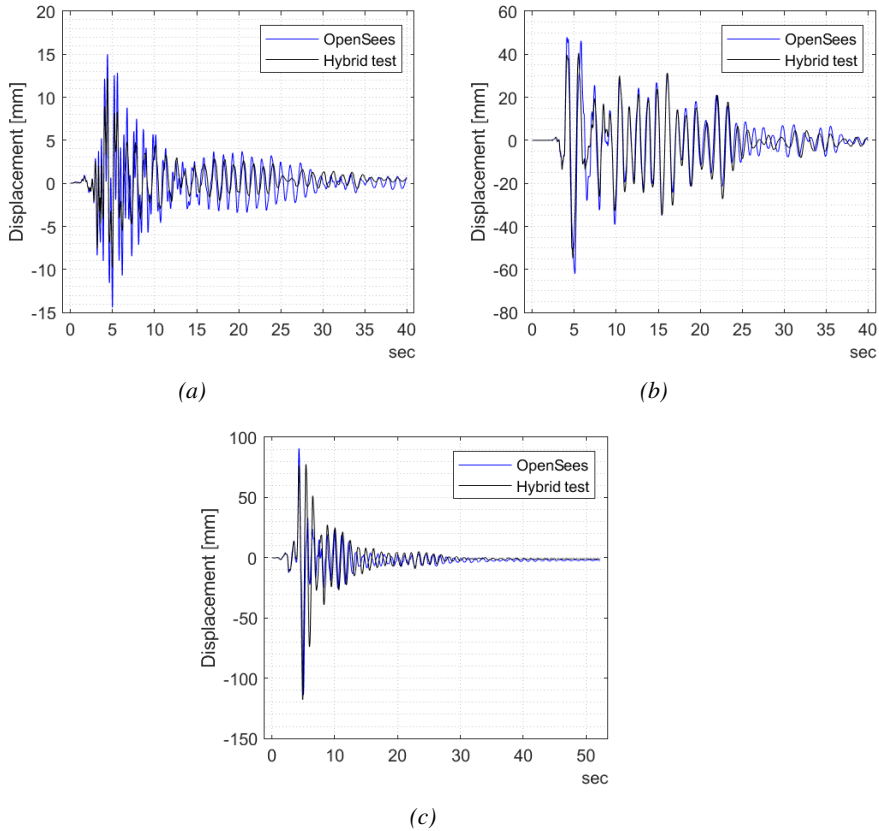 20
15
10
5
0
-5
-10
-15
Displacement [mm]
OpenSees
Hybrid test
0 5 10 15 20 25 30 35 40
sec
(a)
60
40
20
0
-20
-40
-60
-80
Displacement [mm]
OpenSees
Hybrid test
0 5 10 15 20 25 30 35 40
sec
(b)
100
50
0
-50
-100
-150
Displacement [mm]
OpenSees
Hybrid test
0 10 20 30 40 50
sec
(c)